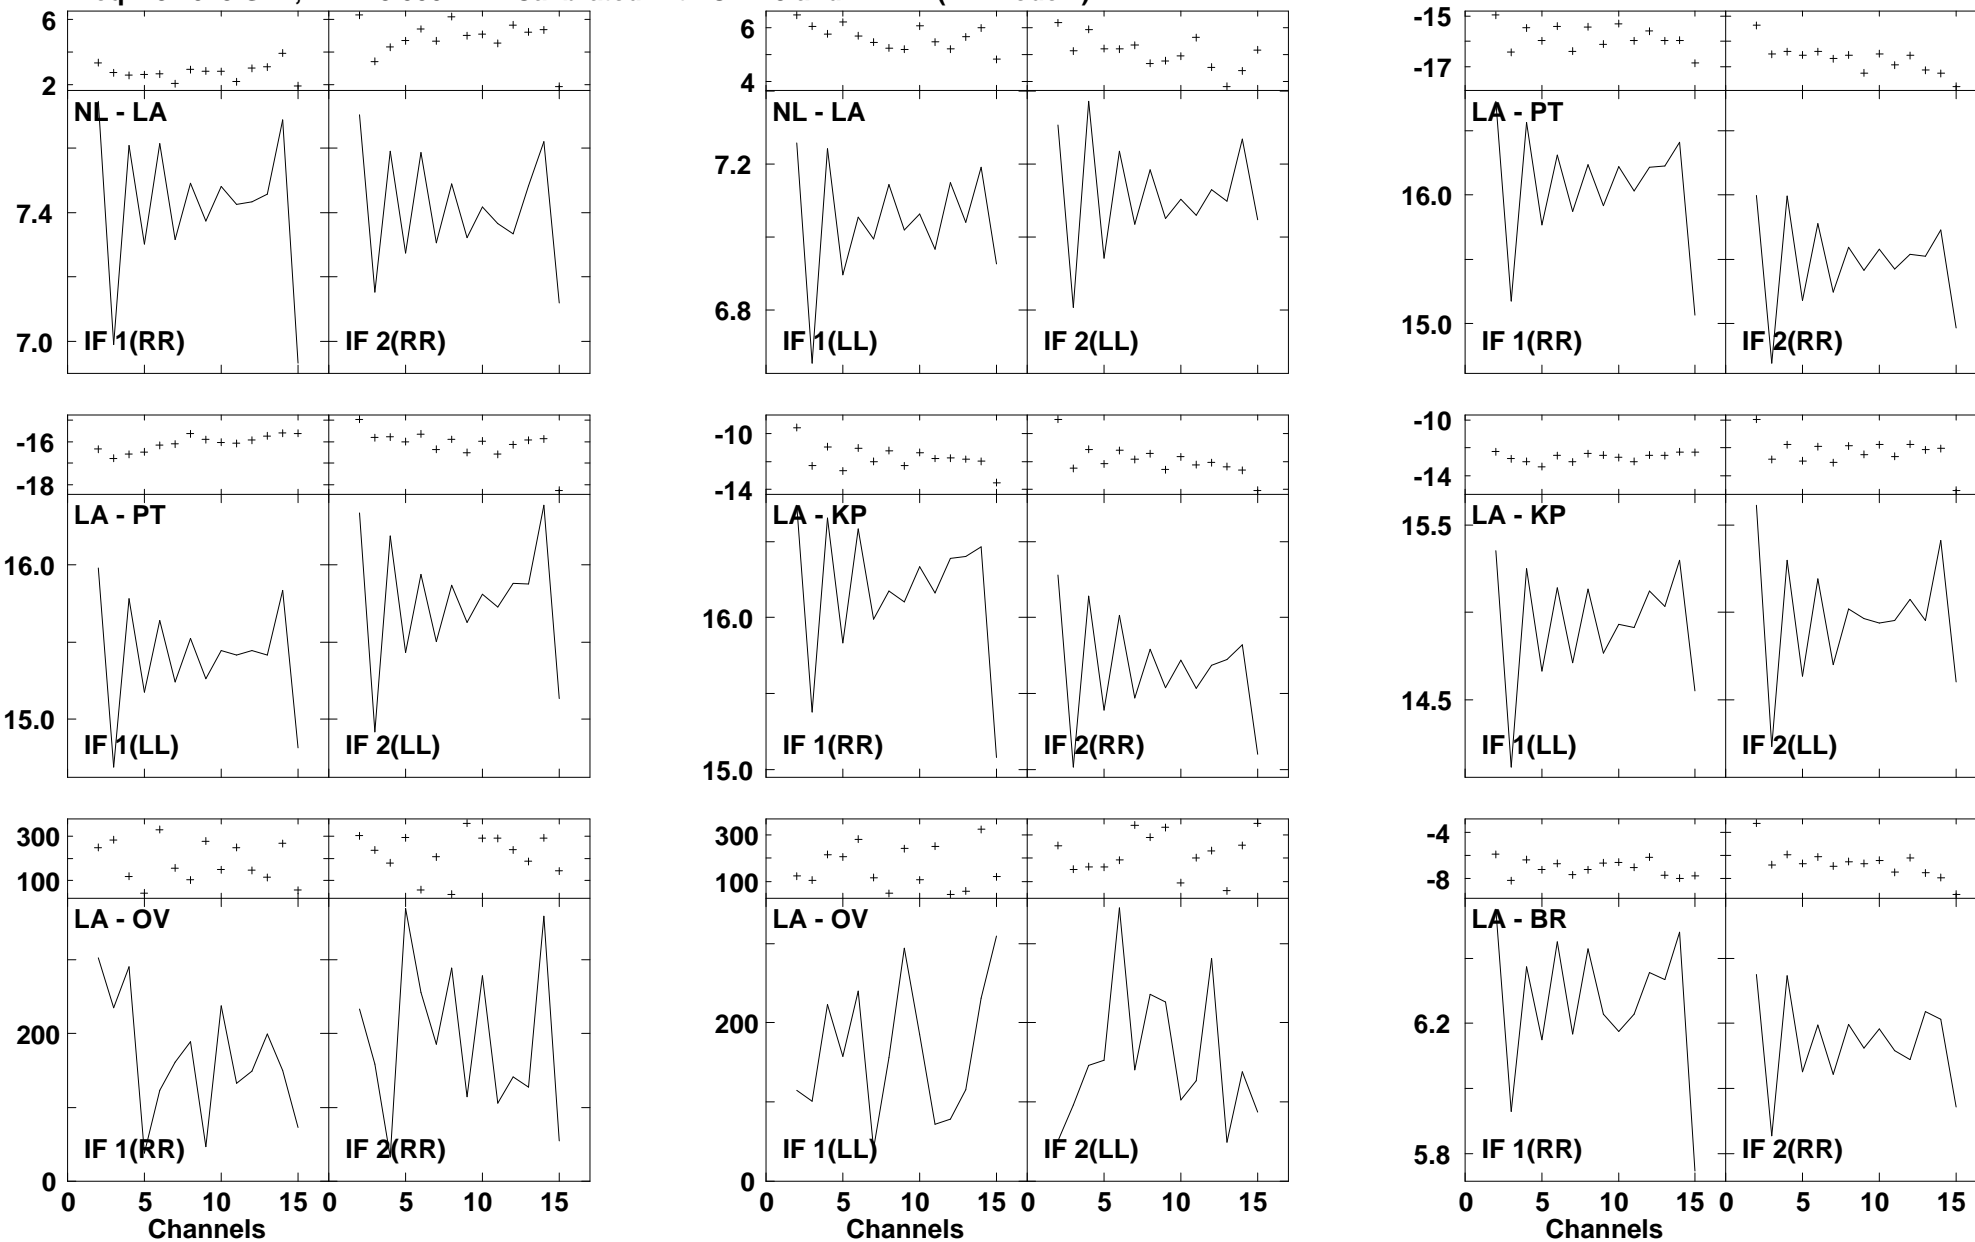 6
2
6
4
-15
-17
NL - LA
NL - LA
LA - PT
7.4
7.0
7.2
6.8
16.0
15.0
IF 1(RR)
IF 2(RR)
IF 1(LL)
IF 2(LL)
IF 1(RR)
IF 2(RR)
-16
-18
-10
-14
-10
-14
LA - PT
LA - KP
LA - KP
16.0
15.0
16.0
15.0
15.5
14.5
IF 1(LL)
IF 2(LL)
IF 1(RR)
IF 2(RR)
IF 1(LL)
IF 2(LL)
300
100
300
100
-4
-8
LA - OV
LA - OV
LA - BR
200
0
200
0
6.2
5.8
IF 1(RR)
IF 2(RR)
IF 1(LL)
IF 2(LL)
IF 1(RR)
IF 2(RR)
0 5 10 15 0 5 10 15
0 5 10 15 0 5 10 15
0 5 10 15 0 5 10 15
Channels
Channels
Channels